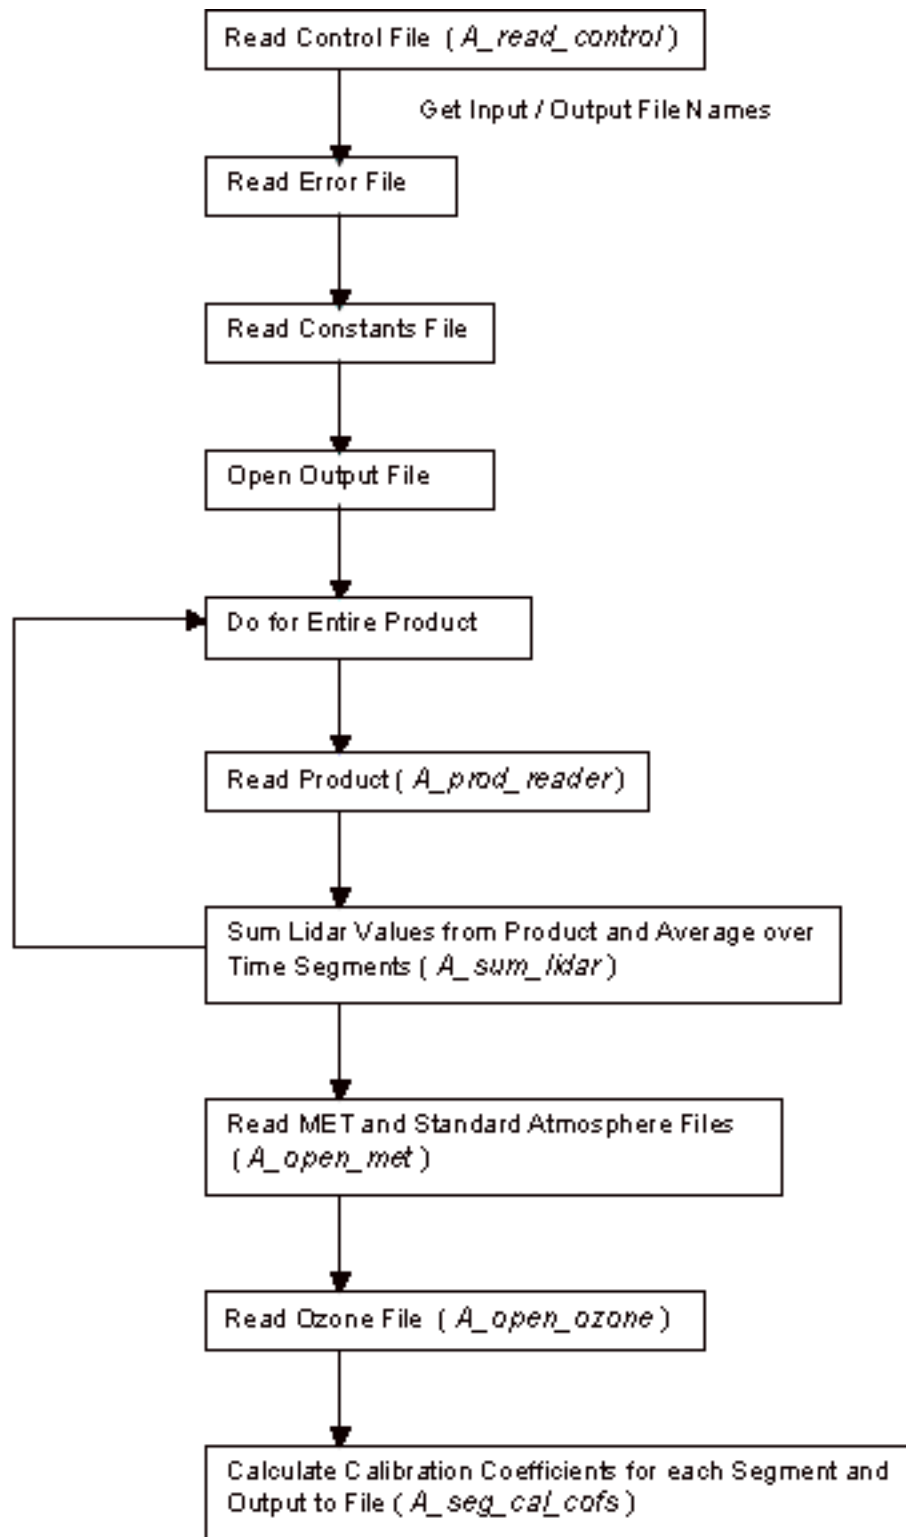 Read Control File ( A_read_control )
Get Input / Output File Names
Read Error File
Read Constants File
Open Output File
Do for Entire Product
Read Product ( A_prod_reader )
Sum Lidar Values from Product and Average over
Time Segments ( A_sum_lidar )
Read MET and Standard Atmosphere Files
( A_open_met )
Read Ozone File ( A_open_ozone )
Calculate Calibration Coefficients for each Segment and
Output to File ( A_seg_cal_cofs )